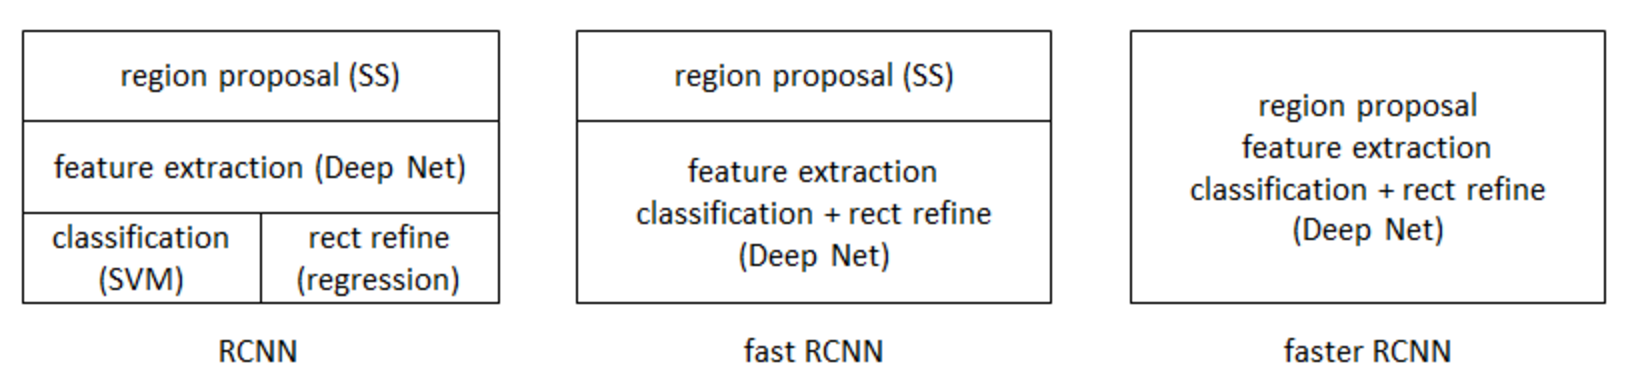 region proposal (SS)
feature extraction (Deep Net)
classification
(SVM)
rect refine
(regression)
RCNN
region proposal (SS)
feature extraction
classification + rect refine
(Deep Net)
fast RCNN
region proposal
feature extraction
classification + rect refine
(Deep Net)
faster RCNN